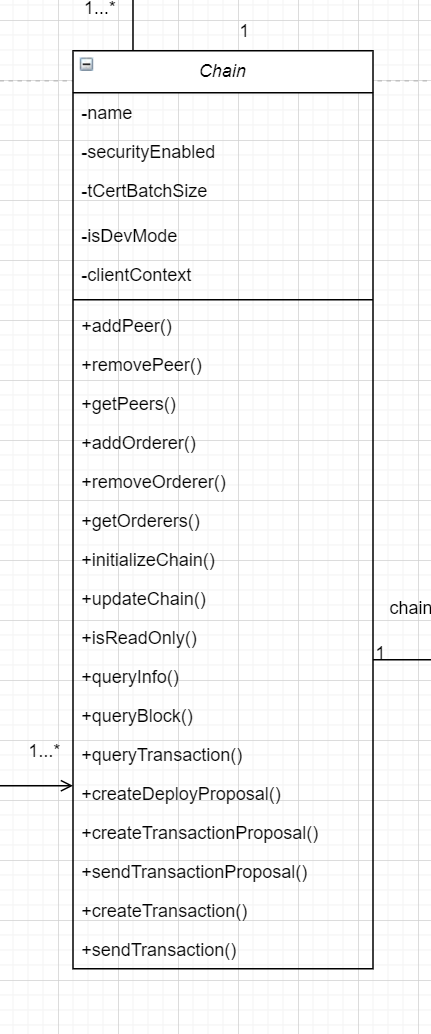 1...*
1
Chain
-name
-securityEnabled
-tCertBatchSize
-isDevMode
-clientContext
+addPeer()
+removePeer()
+getPeers()
+addOrderer()
+removeOrderer()
+getOrderers()
+initializeChain()
+updateChain()
chain
+isReadOnly()
1
+queryInfo()
+queryBlock()
1...*
+queryTransaction()
+createDeployProposal()
+createTransactionProposal()
+sendTransactionProposal()
+createTransaction()
+sendTransaction()